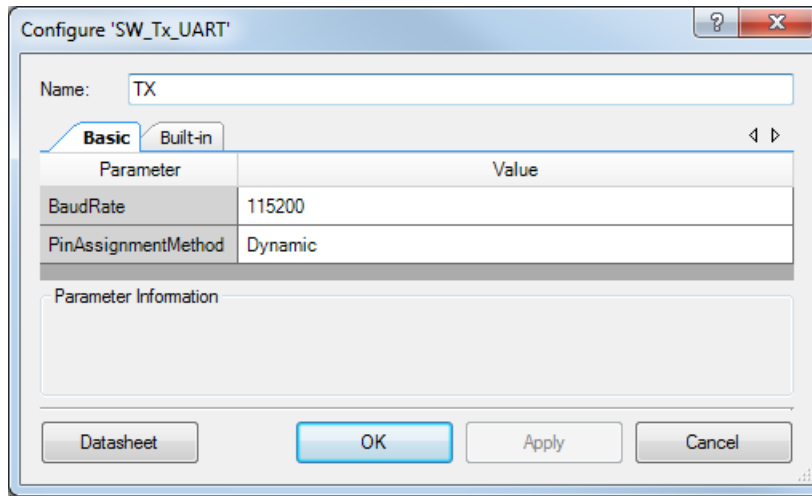 Configure 'SW_Tx_UART'
?
Name: TX
Basic Built-in
Parameter Value
BaudRate 115200
PinAssignmentMethod Dynamic
Parameter Information
Datasheet OK Apply Cancel